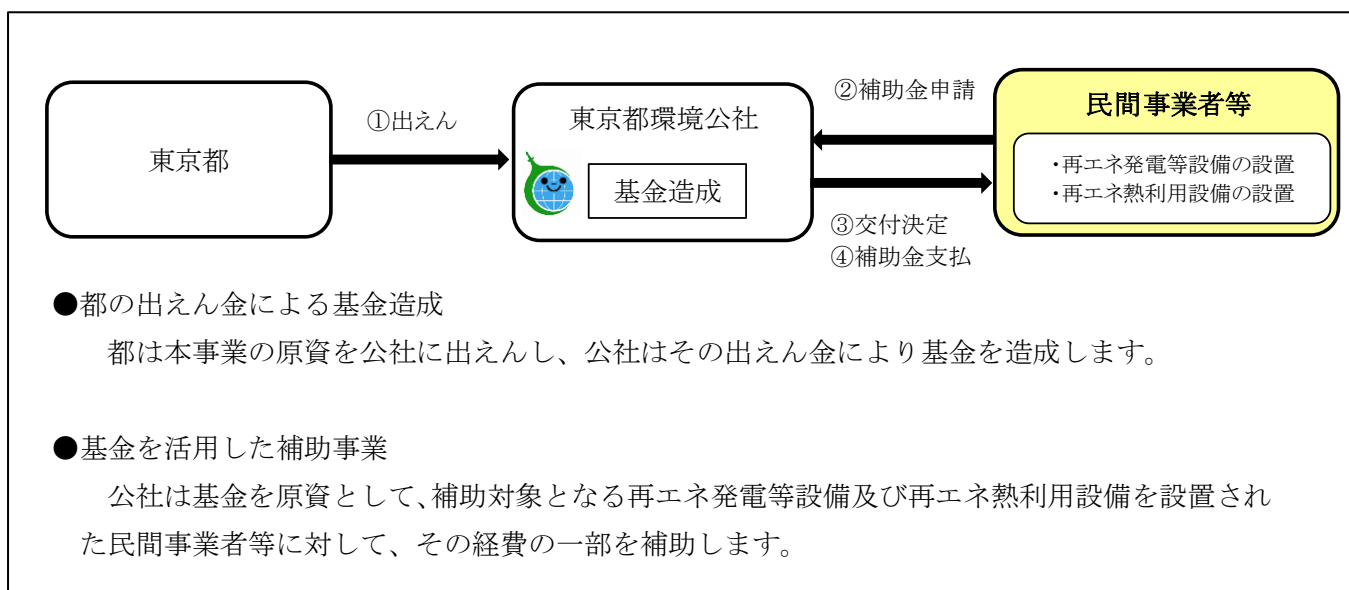 東京都
①出えん
東京都環境公社
基金造成
②補助金申請
③交付決定
④補助金支払
民間事業者等
・再エネ発電等設備の設置
・再エネ熱利用設備の設置
●都の出えん金による基金造成
都は本事業の原資を公社に出えんし、公社はその出えん金により基金を造成します。
●基金を活用した補助事業
公社は基金を原資として、補助対象となる再エネ発電等設備及び再エネ熱利用設備を設置され
た民間事業者等に対して、その経費の一部を補助します。